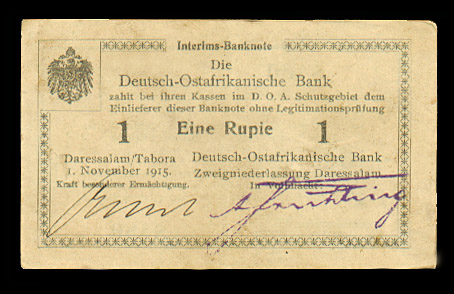 Interims-Banknote
Die
Deutsch-Ostafrikanische Bank
zahlt bei ihren Kassen im D. O. A. Schutzgebiet dem
Einlieferer dieser Banknote ohne Legitimationsprüfung
1 Eine Rupie 1
Daressalam/Tabora
1. November 1915.
Kraft besonderer Ermächtigung.
Deutsch-Ostafrikanische Bank
Zweigniederlassung Daressalam
In Vollmacht: